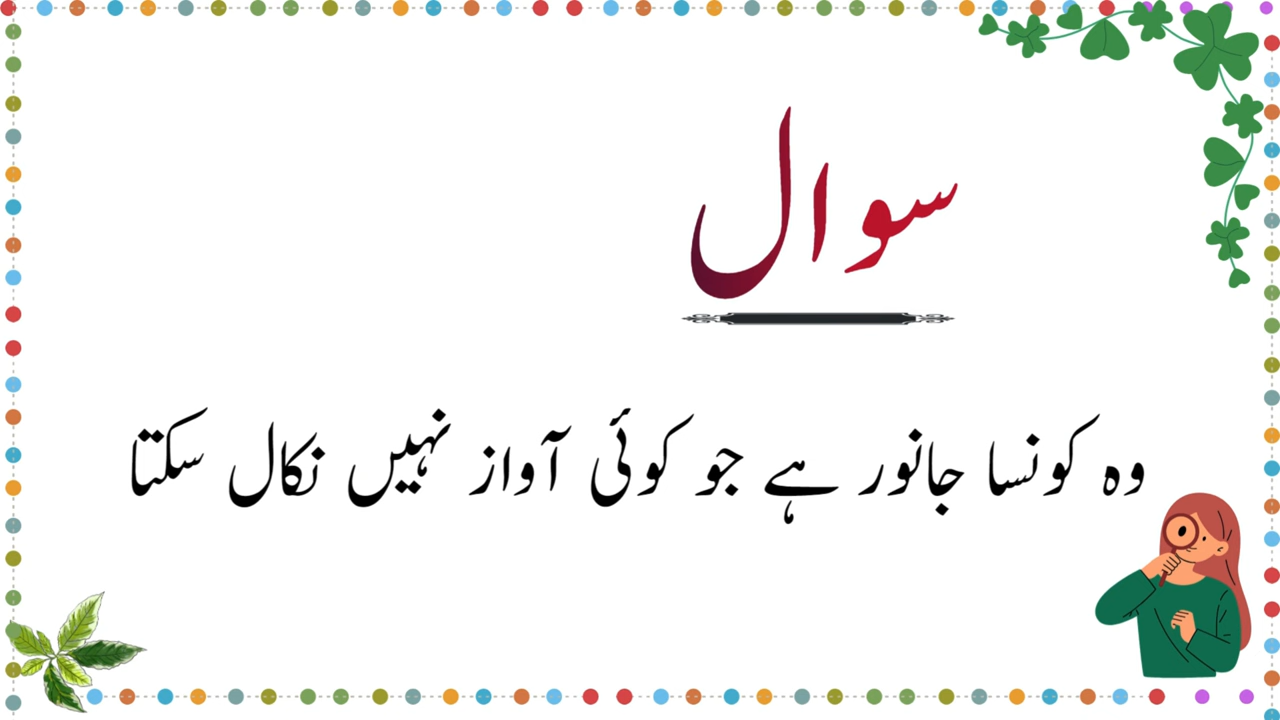 سوال
وہ کونسا جانور ہے جو کوئی آواز نہیں نکال سکتا